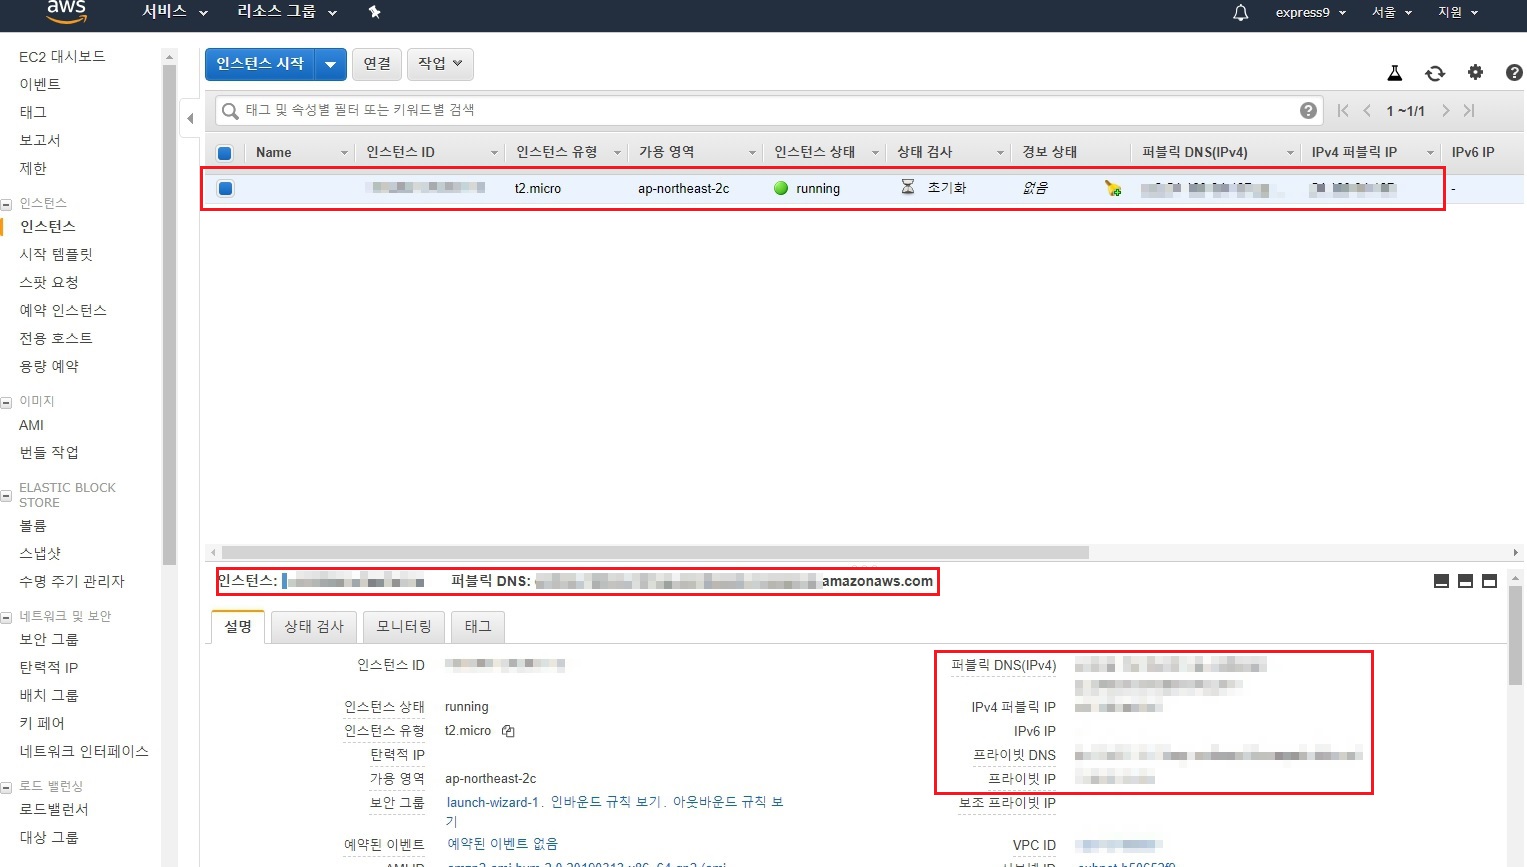 aws
서비스 리소스 그룹 express9 서울 지원
EC2 대시보드
이벤트
태그
보고서
제한
인스턴스
인스턴스
시작 템플릿
스팟 요청
예약 인스턴스
전용 호스트
용량 예약
이미지
AMI
번들 작업
ELASTIC BLOCK
STORE
볼륨
스냅샷
수명 주기 관리자
네트워크 및 보안
보안 그룹
탄력적 IP
배치 그룹
키 페어
네트워크 인터페이스
로드 밸런싱
로드밸런서
대상 그룹
인스턴스 시작 연결 작업
태그 및 속성별 필터 또는 키워드별 검색 1 ~1/1
Name 인스턴스 ID 인스턴스 유형 가용 영역 인스턴스 상태 상태 검사 경보 상태 퍼블릭 DNS(IPv4) IPv4 퍼블릭 IP IPv6 IP
t2.micro ap-northeast-2c running 초기화 없음 -
인스턴스: 퍼블릭 DNS: amazonaws.com
설명 상태 검사 모니터링 태그
인스턴스 ID
인스턴스 상태 running
인스턴스 유형 t2.micro
탄력적 IP
가용 영역 ap-northeast-2c
보안 그룹 launch-wizard-1. 인바운드 규칙 보기. 아웃바운드 규칙 보
기
예약된 이벤트 예약된 이벤트 없음
퍼블릭 DNS(IPv4)
IPv4 퍼블릭 IP
IPv6 IP
프라이빗 DNS
프라이빗 IP
보조 프라이빗 IP
VPC ID